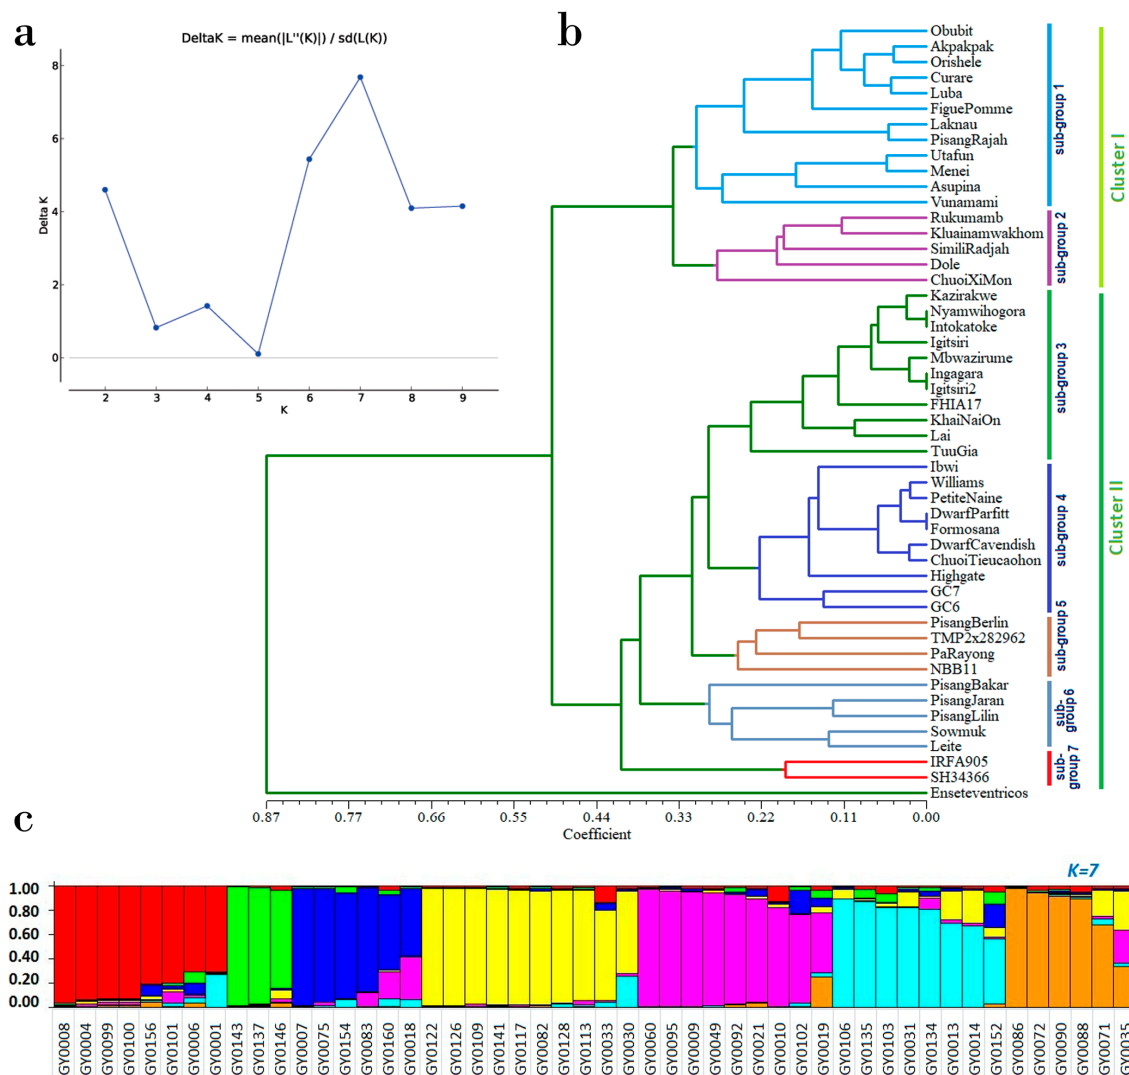 a
DeltaK = mean(|L''(K)|) / sd(L(K))
8
6
4
2
0
Delta K
2 3 4 5 6 7 8 9
K
b
Obubit
Akpakpak
Orishele
Curare
Luba
FiguePomme
Laknau
PisangRajah
Utafun
Menei
Asupina
Vunamami
Rukumamb
Kluainamwakhom
SimiliRadjah
Dole
ChuoiXiMon
Kazirakwe
Nyamwihogora
Intokatoke
Igitsiri
Mbwazirume
Ingagara
Igitsiri2
FHIA17
KhaiNaiOn
Lai
TuuGia
Ibwi
Williams
PetiteNaine
DwarfParfitt
Formosana
DwarfCavendish
ChuoiTieucaohon
Highgate
GC7
GC6
PisangBerlin
TMP2x282962
PaRayong
NBB11
PisangBakar
PisangJaran
PisangLilin
Sowmuk
Leite
IRFA905
SH34366
Enseteventricos
sub-group 1
sub-group 2
sub-group 3
sub-group 4
sub-group 5
sub-
group 6
sub-
group 7
Cluster I
Cluster II
0.87 0.77 0.66 0.55 0.44 0.33 0.22 0.11 0.00
Coefficient
c
K=7
1.00
0.80
0.60
0.40
0.20
0.00
GY0008
GY0004
GY0099
GY0100
GY0156
GY0101
GY0006
GY0001
GY0143
GY0137
GY0146
GY0007
GY0075
GY0154
GY0083
GY0160
GY0018
GY0122
GY0126
GY0109
GY0141
GY0117
GY0082
GY0128
GY0113
GY0033
GY0030
GY0060
GY0095
GY0009
GY0049
GY0092
GY0021
GY0010
GY0102
GY0019
GY0106
GY0135
GY0103
GY0031
GY0134
GY0013
GY0014
GY0152
GY0086
GY0072
GY0090
GY0088
GY0071
GY0035